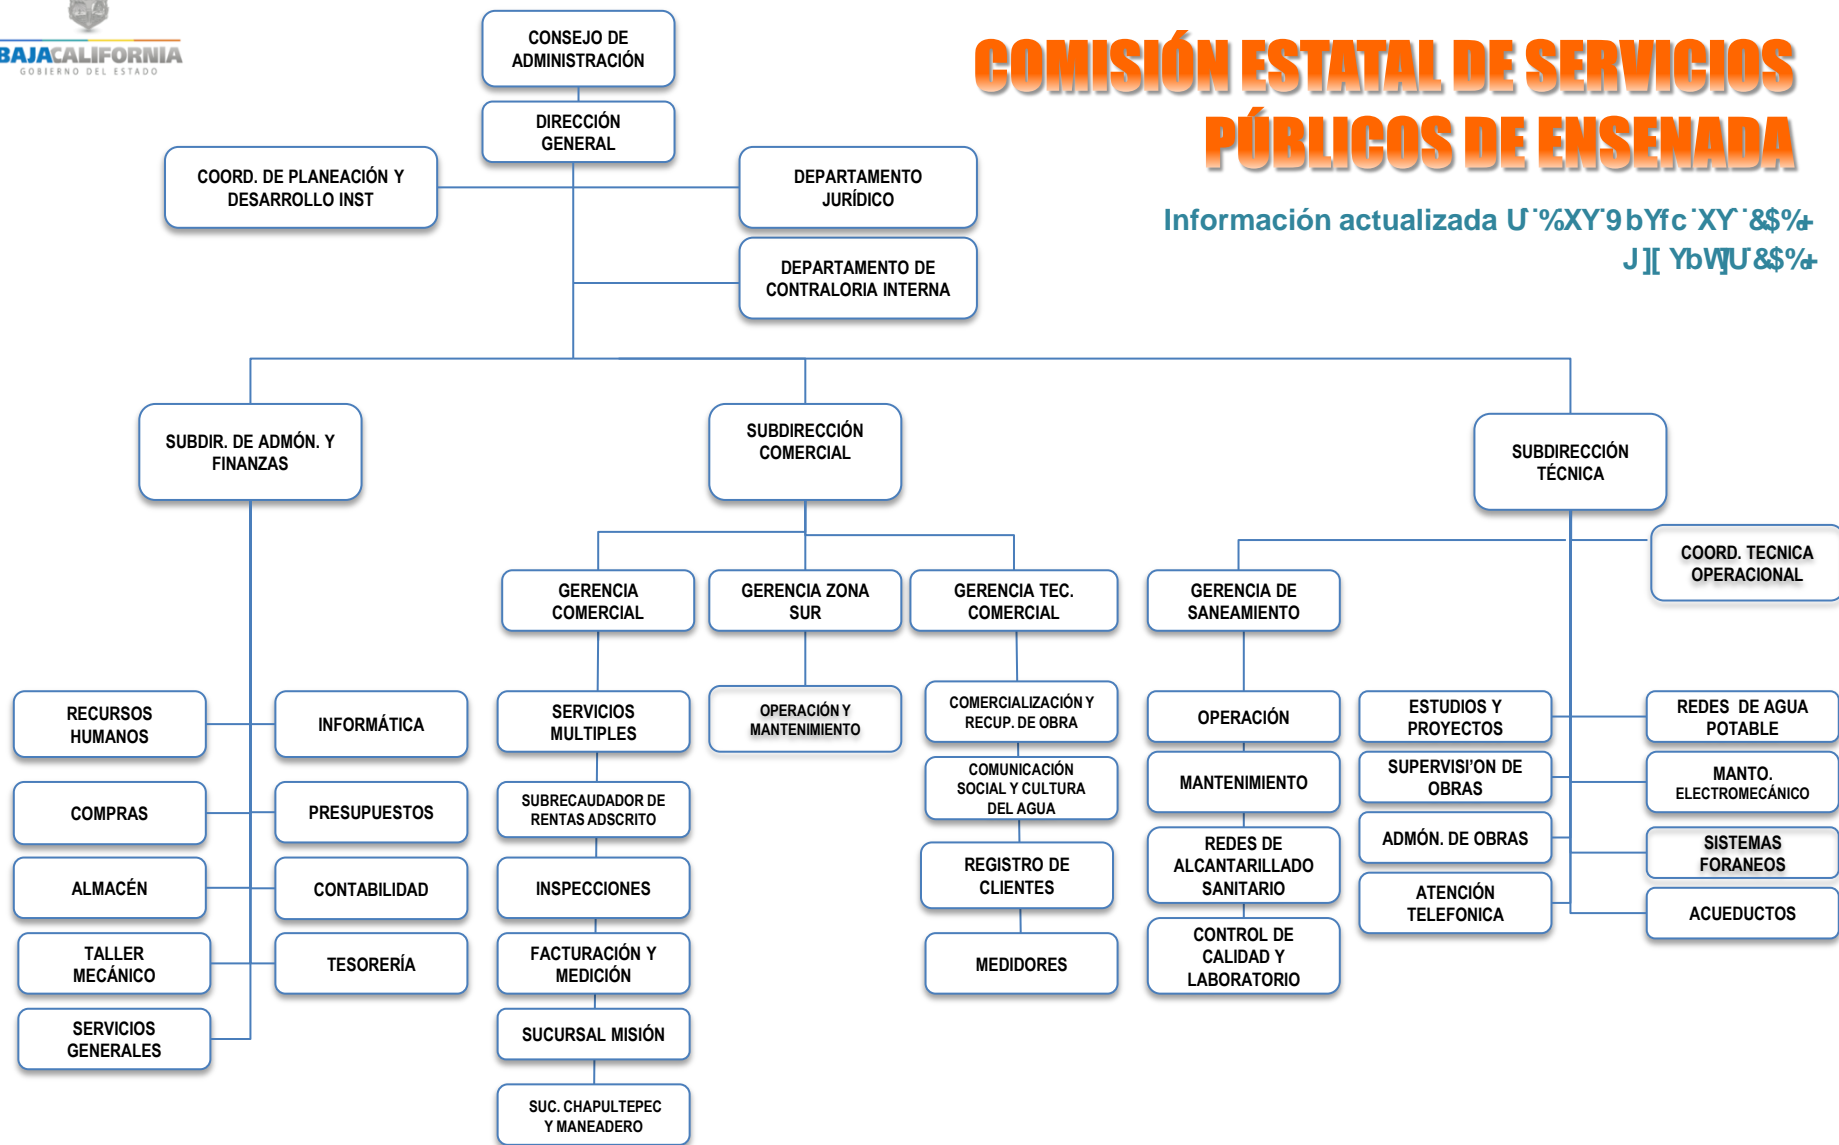 BAJACALIFORNIA
GOBIERNO DEL ESTADO
COMISIÓN ESTATAL DE SERVICIOS
PÚBLICOS DE ENSENADA
Información actualizada
CONSEJO DE
ADMINISTRACIÓN
DIRECCIÓN
GENERAL
COORD. DE PLANEACIÓN Y
DESARROLLO INST
DEPARTAMENTO
JURÍDICO
DEPARTAMENTO DE
CONTRALORIA INTERNA
SUBDIR. DE ADMÓN. Y
FINANZAS
SUBDIRECCIÓN
COMERCIAL
SUBDIRECCIÓN
TÉCNICA
COORD. TECNICA
OPERACIONAL
GERENCIA
COMERCIAL
GERENCIA ZONA
SUR
GERENCIA TEC.
COMERCIAL
GERENCIA DE
SANEAMIENTO
RECURSOS
HUMANOS
INFORMÁTICA
COMPRAS
PRESUPUESTOS
ALMACÉN
CONTABILIDAD
TALLER
MECÁNICO
TESORERÍA
SERVICIOS
GENERALES
SERVICIOS
MULTIPLES
SUBRECAUDADOR DE
RENTAS ADSCRITO
INSPECCIONES
FACTURACIÓN Y
MEDICIÓN
SUCURSAL MISIÓN
SUC. CHAPULTEPEC
Y MANEADERO
OPERACIÓN Y
MANTENIMIENTO
COMERCIALIZACIÓN Y
RECUP. DE OBRA
COMUNICACIÓN
SOCIAL Y CULTURA
DEL AGUA
REGISTRO DE
CLIENTES
MEDIDORES
OPERACIÓN
MANTENIMIENTO
REDES DE
ALCANTARILLADO
SANITARIO
CONTROL DE
CALIDAD Y
LABORATORIO
ESTUDIOS Y
PROYECTOS
SUPERVISI'ON DE
OBRAS
ADMÓN. DE OBRAS
ATENCIÓN
TELEFONICA
REDES DE AGUA
POTABLE
MANTO.
ELECTROMECÁNICO
SISTEMAS
FORANEOS
ACUEDUCTOS